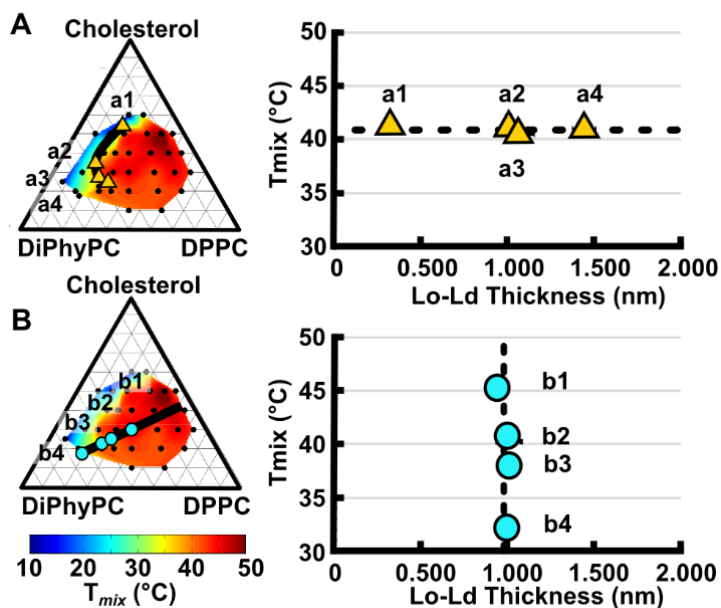 A
Cholesterol
a1
a2
a3
a4
DiPhyPC
DPPC
50
45
40
35
30
Tmix (°C)
a1
a2
a4
a3
0
0.500
1.000
1.500
2.000
Lo-Ld Thickness (nm)
B
Cholesterol
b1
b2
b3
b4
DiPhyPC
DPPC
10
20
30
40
50
Tmix (°C)
50
45
40
35
30
Tmix (°C)
b1
b2
b3
b4
0
0.500
1.000
1.500
2.000
Lo-Ld Thickness (nm)